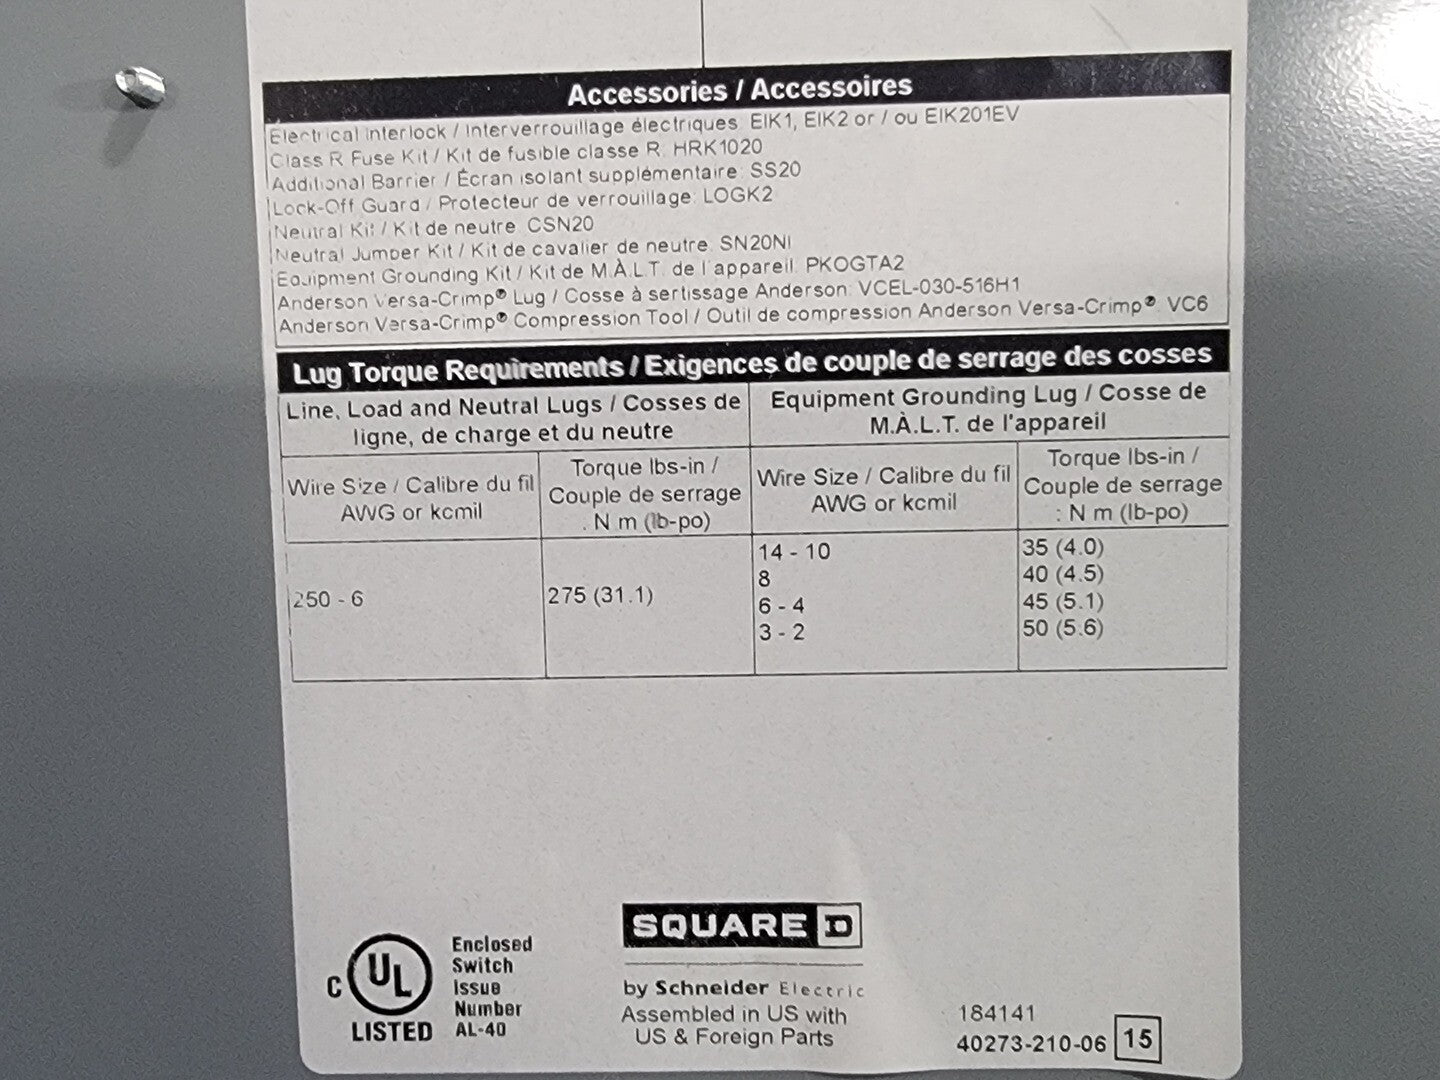 Accessories / Accessoires
Electrical Interlock / Interverrouillage électriques EIK1, EIK2 or / ou EIK201EV
Class R Fuse Kit / Kit de fusible classe R. HRK1020
Additional Barrier / Écran isolant supplémentaire: SS20
Lock-Off Guard / Protecteur de verrouillage: LOGK2
Neutral Kit / Kit de neutre CSN20
Neutral Jumper Kit / Kit de cavalier de neutre. SN20NI
Equipment Grounding Kit / Kit de M.À.L.T. de l'appareil. PKOGTA2
Anderson Versa-Crimp® Lug / Cosse à sertissage Anderson: VCEL-030-516H1
Anderson Versa-Crimp® Compression Tool / Outil de compression Anderson Versa-Crimp® VC6
Lug Torque Requirements / Exigences de couple de serrage des cosses
Line, Load and Neutral Lugs / Cosses de
ligne, de charge et du neutre
Equipment Grounding Lug / Cosse de
M.À.L.T. de l'appareil
Wire Size / Calibre du fil
AWG or kcmil
Torque lbs-in /
Couple de serrage
: N m (lb-po)
Wire Size / Calibre du fil
AWG or kcmil
Torque lbs-in /
Couple de serrage
: N m (lb-po)
250 - 6
275 (31.1)
14 - 10 35 (4.0)
8 40 (4.5)
6 - 4 45 (5.1)
3 - 2 50 (5.6)
C UL
LISTED
Enclosed
Switch
Issue
Number
AL-40
SQUARE D
by Schneider Electric
Assembled in US with
US & Foreign Parts
184141
40273-210-06 15